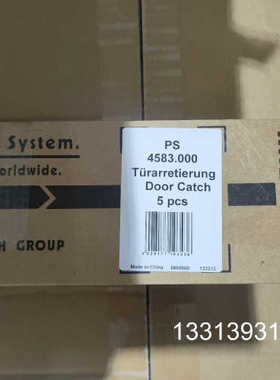 System.
orldwide.
H GROUP
PS
4583.000
Türarretierung
Door Catch
5 pcs
Made in China
13313931